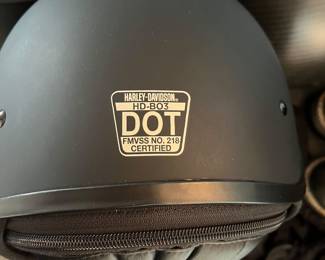 HARLEY-DAVIDSON®
HD-BO3
DOT
FMVSS NO. 218
CERTIFIED